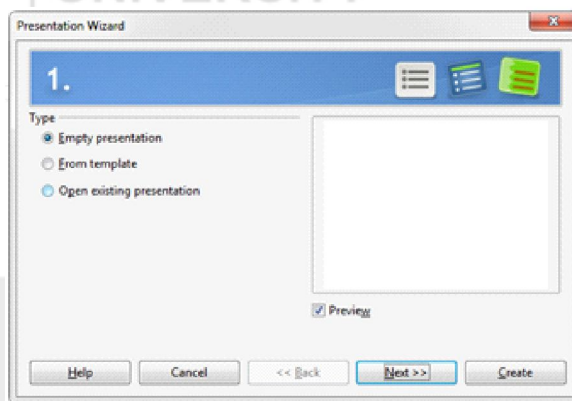 Presentation Wizard
1.
Type
Empty presentation
From template
Open existing presentation
Preview
Help Cancel << Back Next >> Create